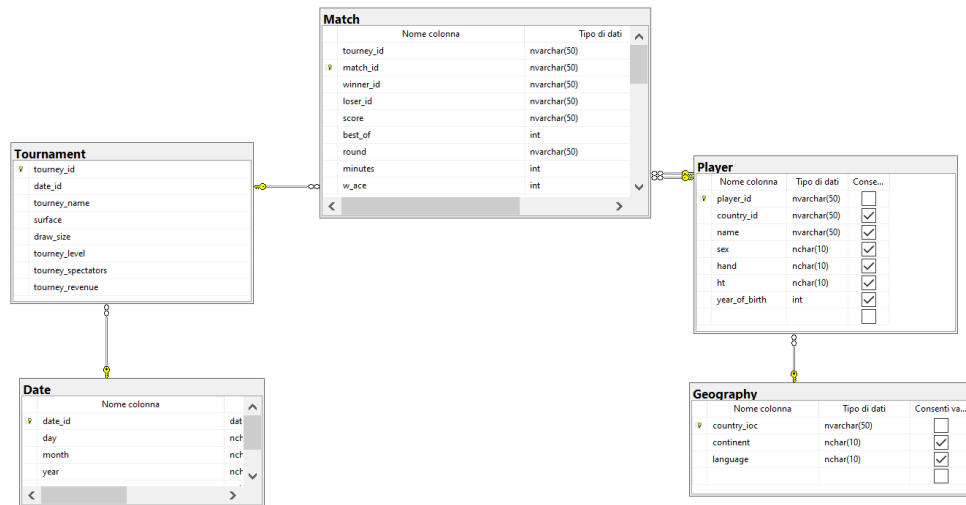 Match
Nome colonna Tipo di dati
tourney_id nvarchar(50)
match_id nvarchar(50)
winner_id nvarchar(50)
loser_id nvarchar(50)
score nvarchar(50)
best_of int
round nvarchar(50)
minutes int
w_ace int
Tournament
tourney_id
date_id
tourney_name
surface
draw_size
tourney_level
tourney_spectators
tourney_revenue
Player
Nome colonna Tipo di dati Conse...
player_id nvarchar(50)
country_id nvarchar(50)
name nvarchar(50)
sex nchar(10)
hand nchar(10)
ht nchar(10)
year_of_birth int
Date
Nome colonna
date_id dat
day nch
month nch
year nch
Geography
Nome colonna Tipo di dati Consenti va...
country_ioc nvarchar(50)
continent nchar(10)
language nchar(10)